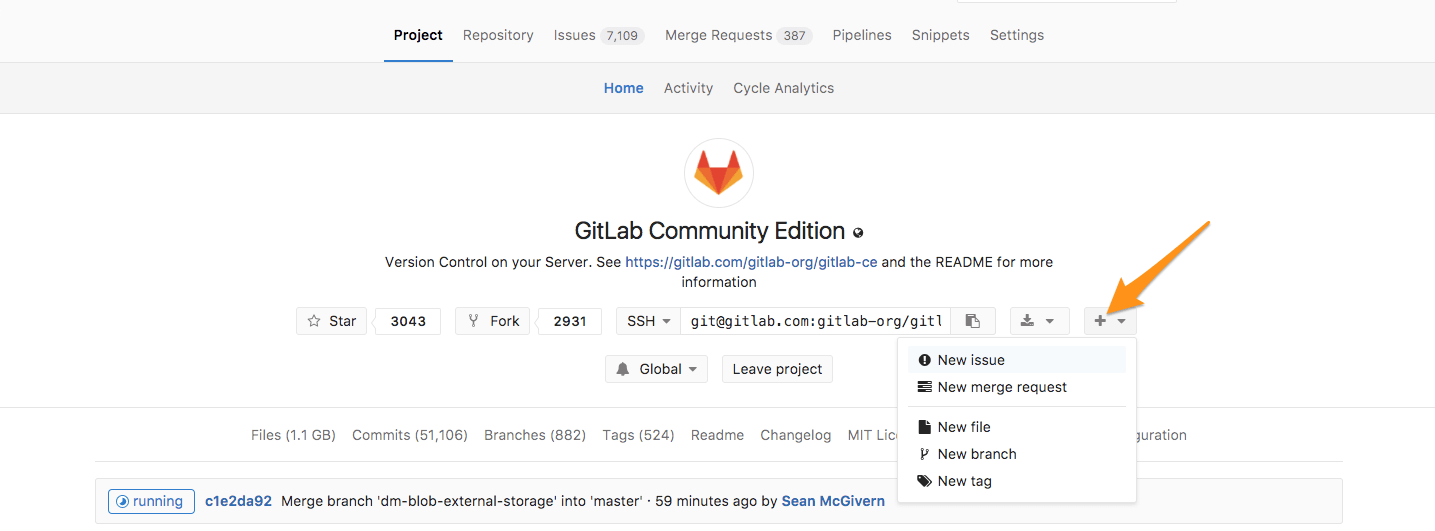 Project Repository Issues 7,109 Merge Requests 387 Pipelines Snippets Settings
Home Activity Cycle Analytics
GitLab Community Edition
Version Control on your Server. See https://gitlab.com/gitlab-org/gitlab-ce and the README for more
information
Star 3043 Fork 2931 SSH git@gitlab.com:gitlab-org/gitl
Global Leave project
New issue
New merge request
New file
New branch
New tag
Files (1.1 GB) Commits (51,106) Branches (882) Tags (524) Readme Changelog MIT
running c1e2da92 Merge branch 'dm-blob-external-storage' into 'master' · 59 minutes ago by Sean McGivern